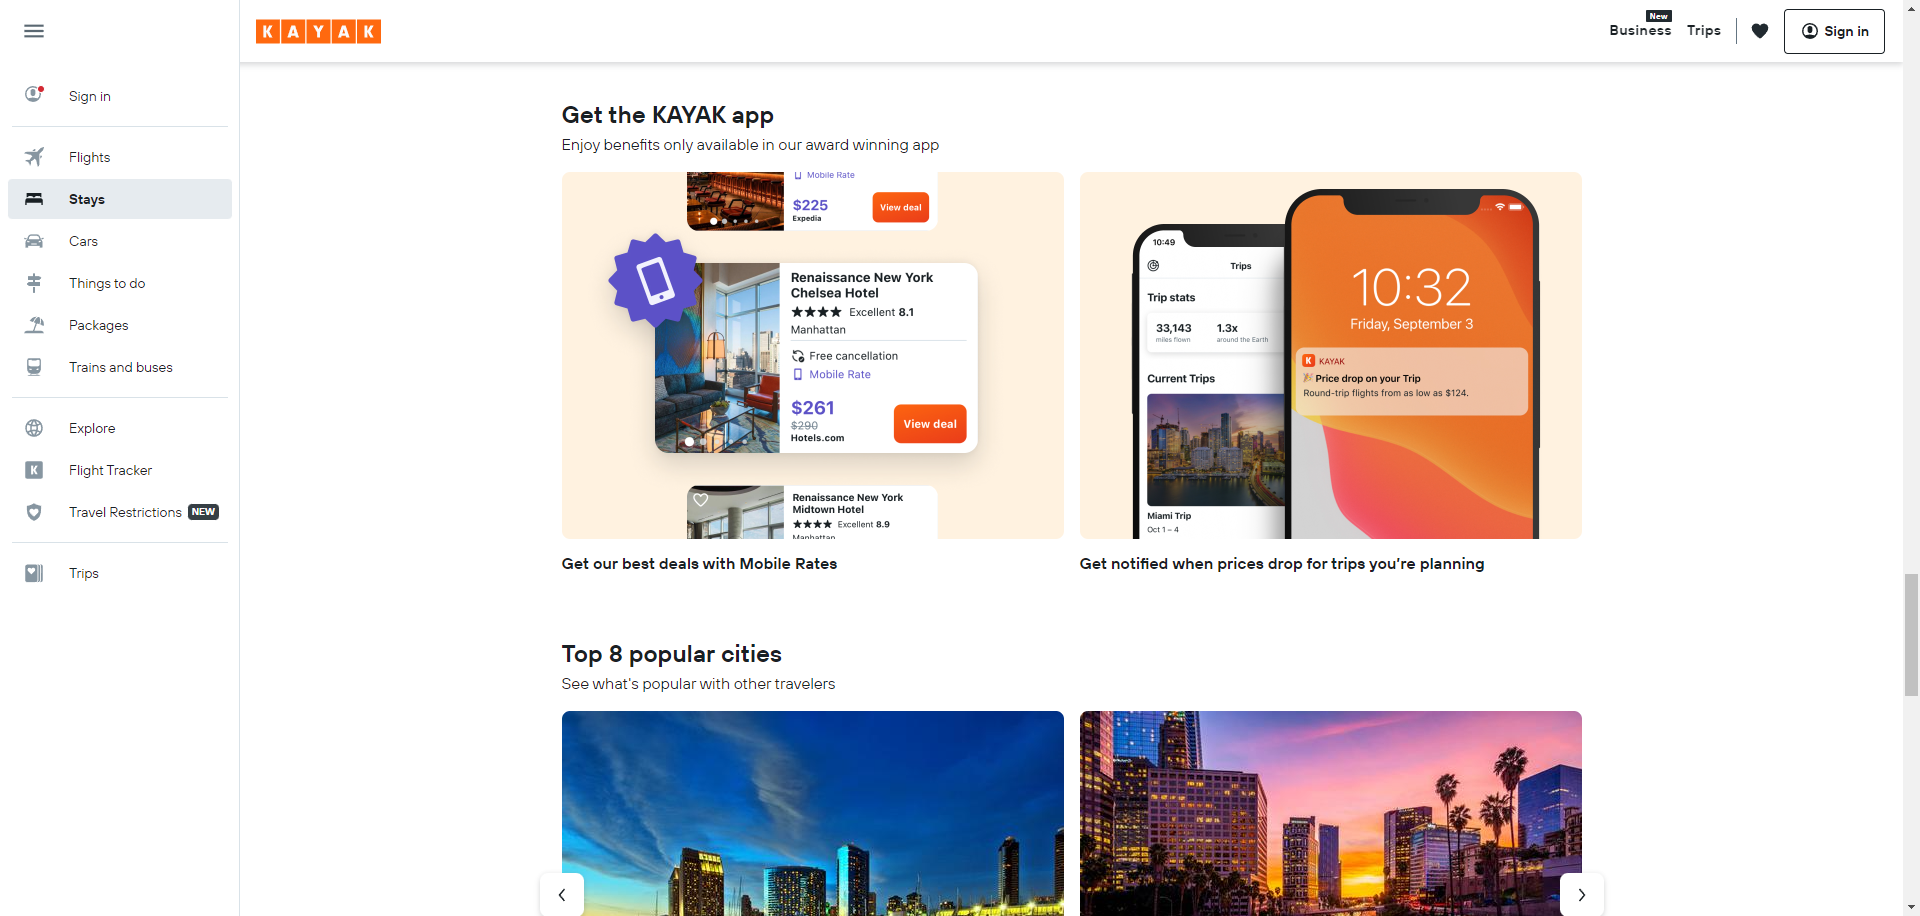 KAYAK
New
Business
Trips
Sign in
Sign in
Flights
Stays
Cars
Things to do
Packages
Trains and buses
Explore
K
Flight Tracker
Travel Restrictions NEW
Trips
Get the KAYAK app
Enjoy benefits only available in our award winning app
Mobile Rate
$225
Expedia
View deal
Renaissance New York
Chelsea Hotel
Excellent 8.1
Manhattan
Free cancellation
Mobile Rate
$261
$290
Hotels.com
View deal
Renaissance New York
Midtown Hotel
Excellent 8.9
Manhattan
Get our best deals with Mobile Rates
10:49
Trips
Trip stats
33,143
miles flown
1.3x
around the Earth
Current Trips
Miami Trip
Oct 1 – 4
10:32
Friday, September 3
K KAYAK
Price drop on your Trip
Round-trip flights from as low as $124.
Get notified when prices drop for trips you're planning
Top 8 popular cities
See what's popular with other travelers